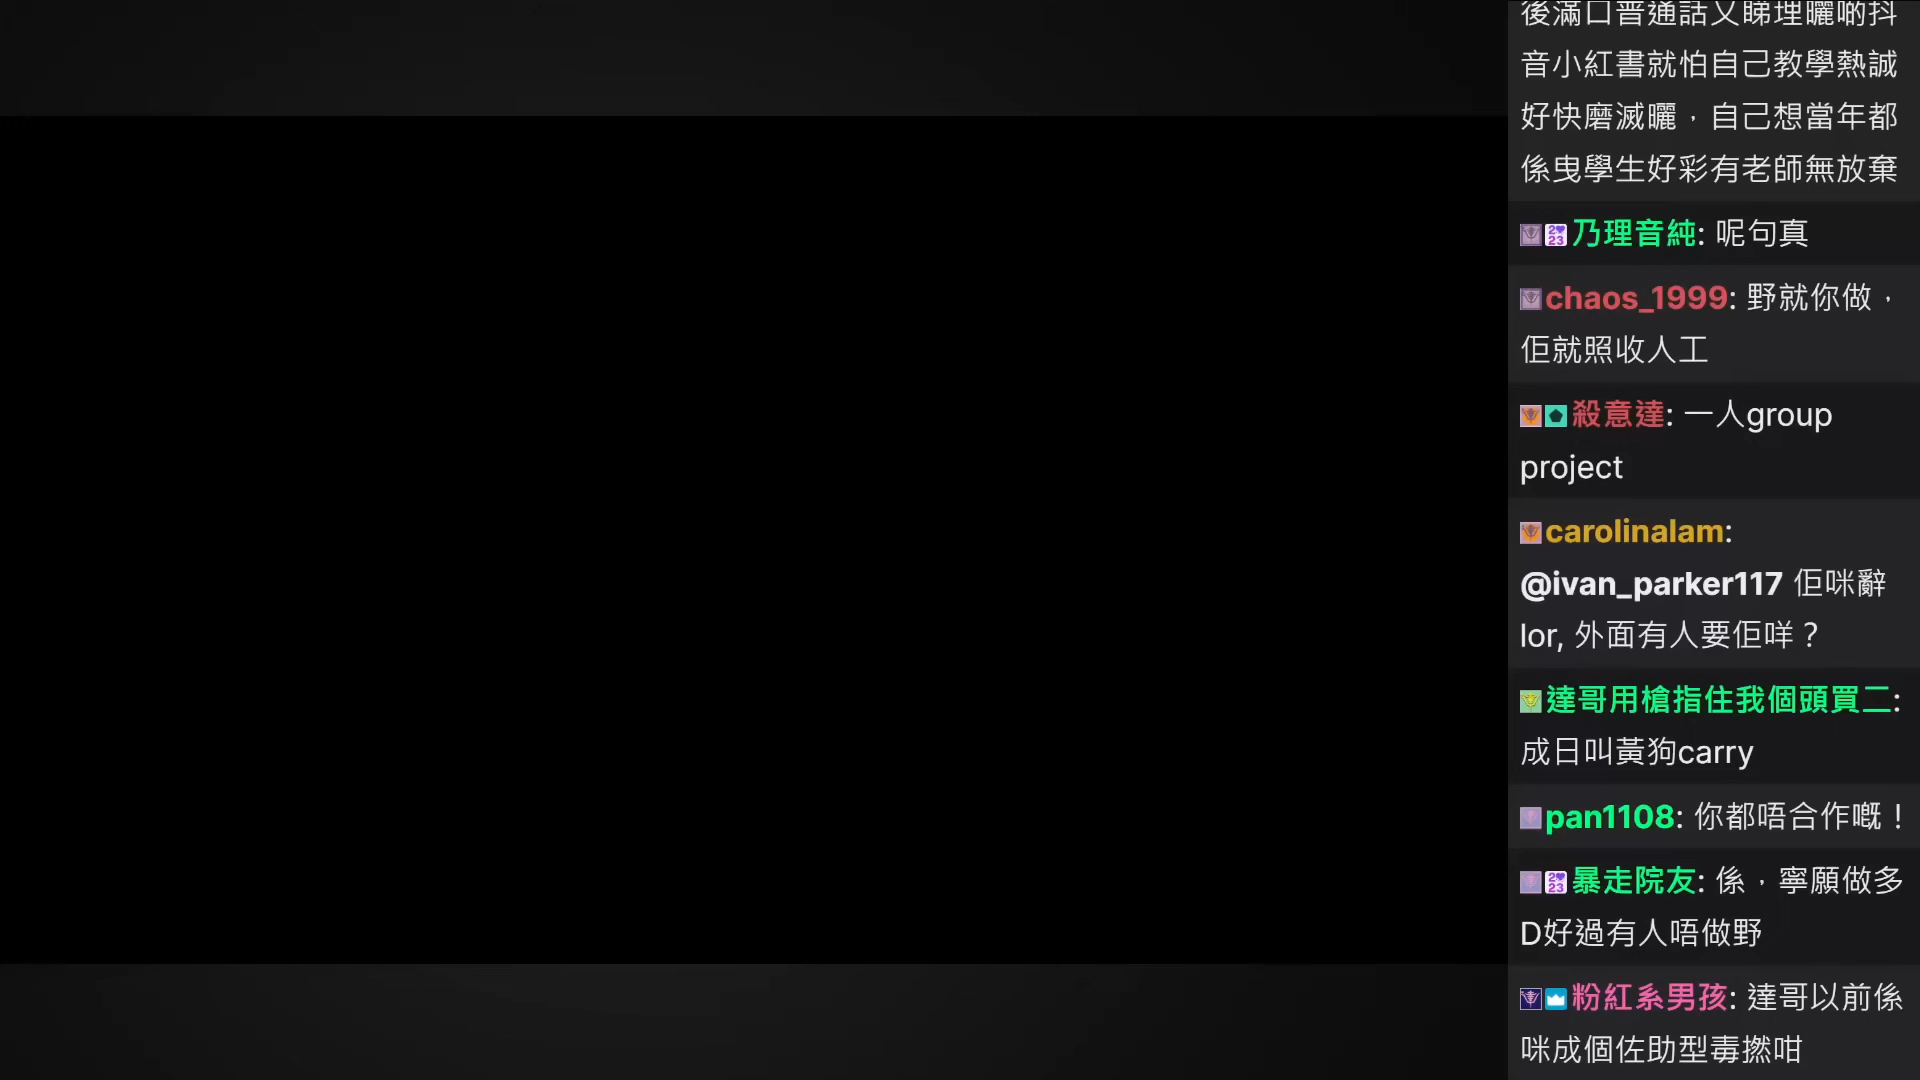 後滿口普通話又睇埋曬啲抖
音小紅書就怕自己教學熱誠
好快磨滅曬，自己想當年都
係曳學生好彩有老師無放棄
乃理音純: 呢句真
chaos_1999: 野就你做，
佢就照收人工
殺意達: 一人group
project
carolinalam:
@ivan_parker117 佢咪辭
lor, 外面有人要佢咩？
達哥用槍指住我個頭買二:
成日叫黃狗carry
pan1108: 你都唔合作嘅！
暴走院友: 係，寧願做多
D好過有人唔做野
粉紅系男孩: 達哥以前係
咪成個佐助型毒撚咁